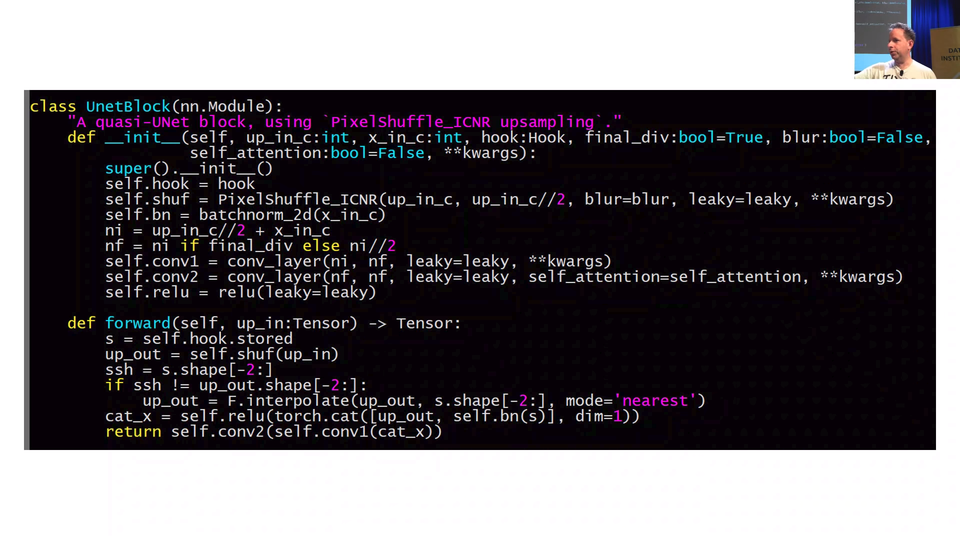 class UnetBlock(nn.Module):
    "A quasi-UNet block, using `PixelShuffle_ICNR upsampling`."
    def __init__(self, up_in_c:int, x_in_c:int, hook:Hook, final_div:bool=True, blur:bool=False,
                 self_attention:bool=False, **kwargs):
        super().__init__()
        self.hook = hook
        self.shuf = PixelShuffle_ICNR(up_in_c, up_in_c//2, blur=blur, leaky=leaky, **kwargs)
        self.bn = batchnorm_2d(x_in_c)
        ni = up_in_c//2 + x_in_c
        nf = ni if final_div else ni//2
        self.conv1 = conv_layer(ni, nf, leaky=leaky, **kwargs)
        self.conv2 = conv_layer(nf, nf, leaky=leaky, self_attention=self_attention, **kwargs)
        self.relu = relu(leaky=leaky)
    def forward(self, up_in:Tensor) -> Tensor:
        s = self.hook.stored
        up_out = self.shuf(up_in)
        ssh = s.shape[-2:]
        if ssh != up_out.shape[-2:]:
            up_out = F.interpolate(up_out, s.shape[-2:], mode='nearest')
        cat_x = self.relu(torch.cat([up_out, self.bn(s)], dim=1))
        return self.conv2(self.conv1(cat_x))